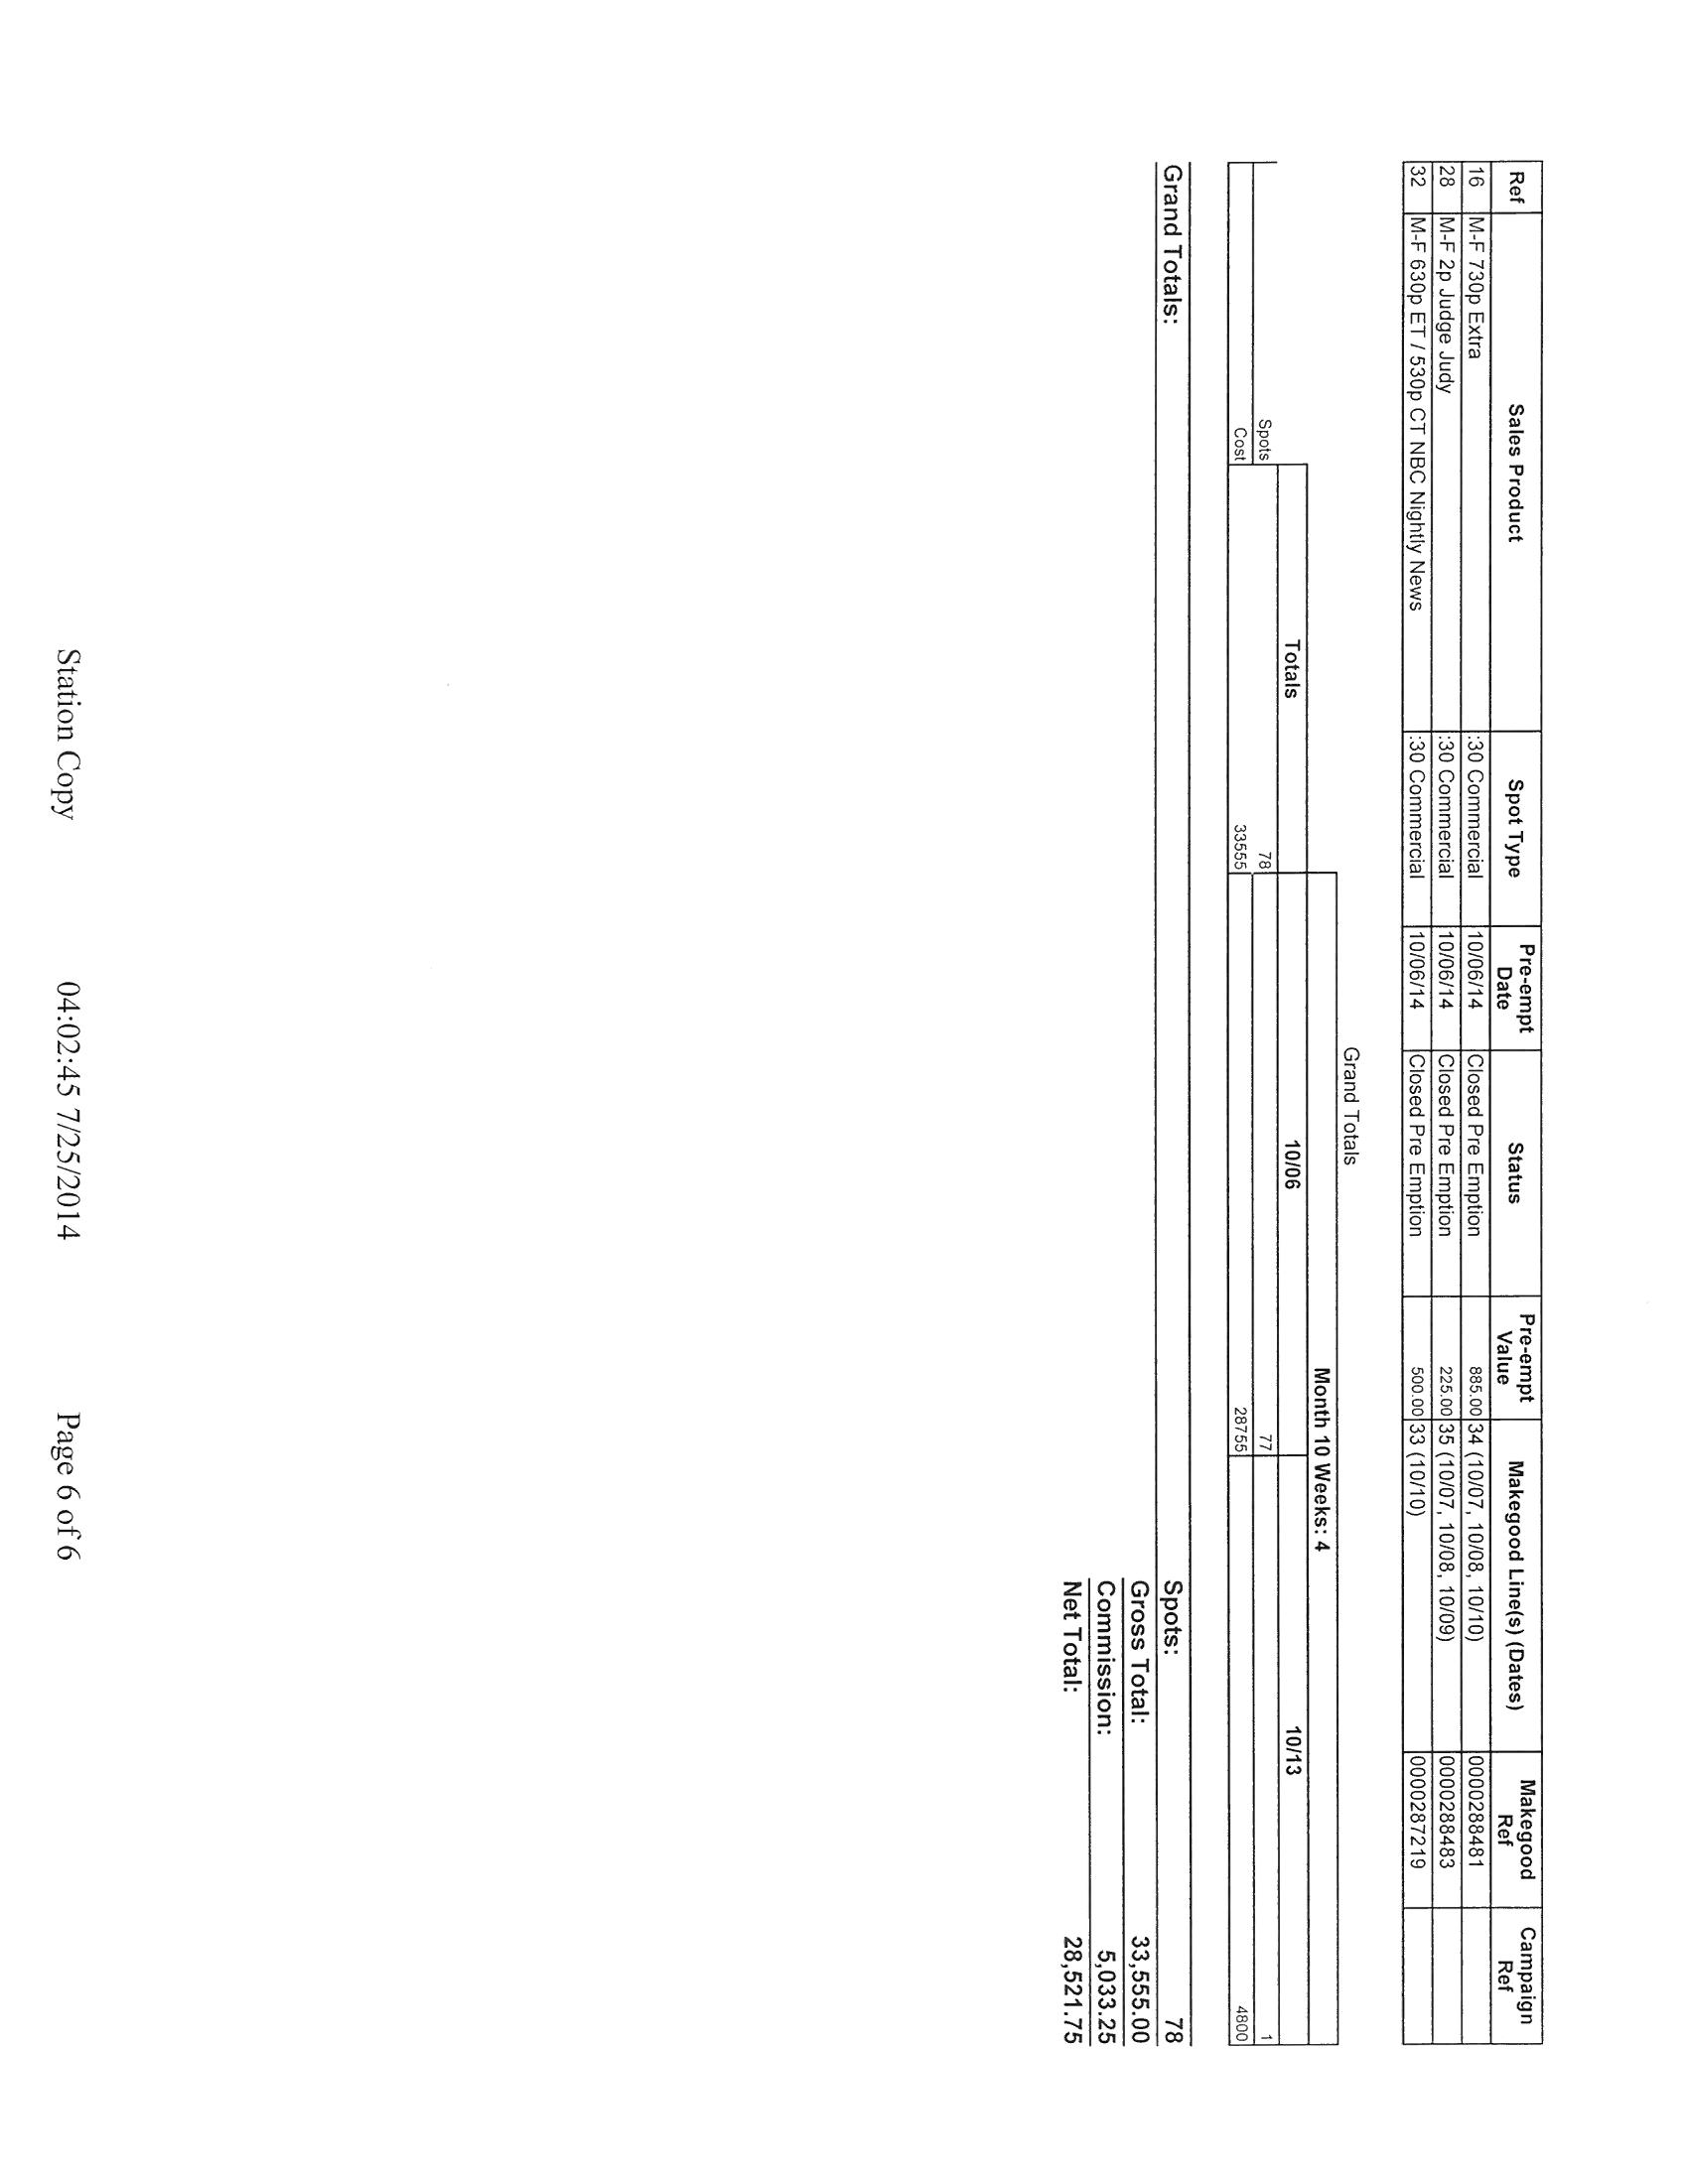 Ref Sales Product Spot Type Pre-empt Date Status Pre-empt Value Makegood Line(s) (Dates) Makegood Ref Campaign Ref
16 M-F 730p Extra :30 Commercial 10/06/14 Closed Pre Emption 885.00 34 (10/07, 10/08, 10/10) 0000288481
28 M-F 2p Judge Judy :30 Commercial 10/06/14 Closed Pre Emption 225.00 35 (10/07, 10/08, 10/09) 0000288483
32 M-F 630p ET / 530p CT NBC Nightly News :30 Commercial 10/06/14 Closed Pre Emption 500.00 33 (10/10) 0000287219
Grand Totals
Month 10 Weeks: 4
Totals 10/06 10/13
Spots 78 77 1
Cost 33555 28755 4800
Grand Totals: Spots: 78
Gross Total: 33,555.00
Commission: 5,033.25
Net Total: 28,521.75
Station Copy 04:02:45 7/25/2014 Page 6 of 6